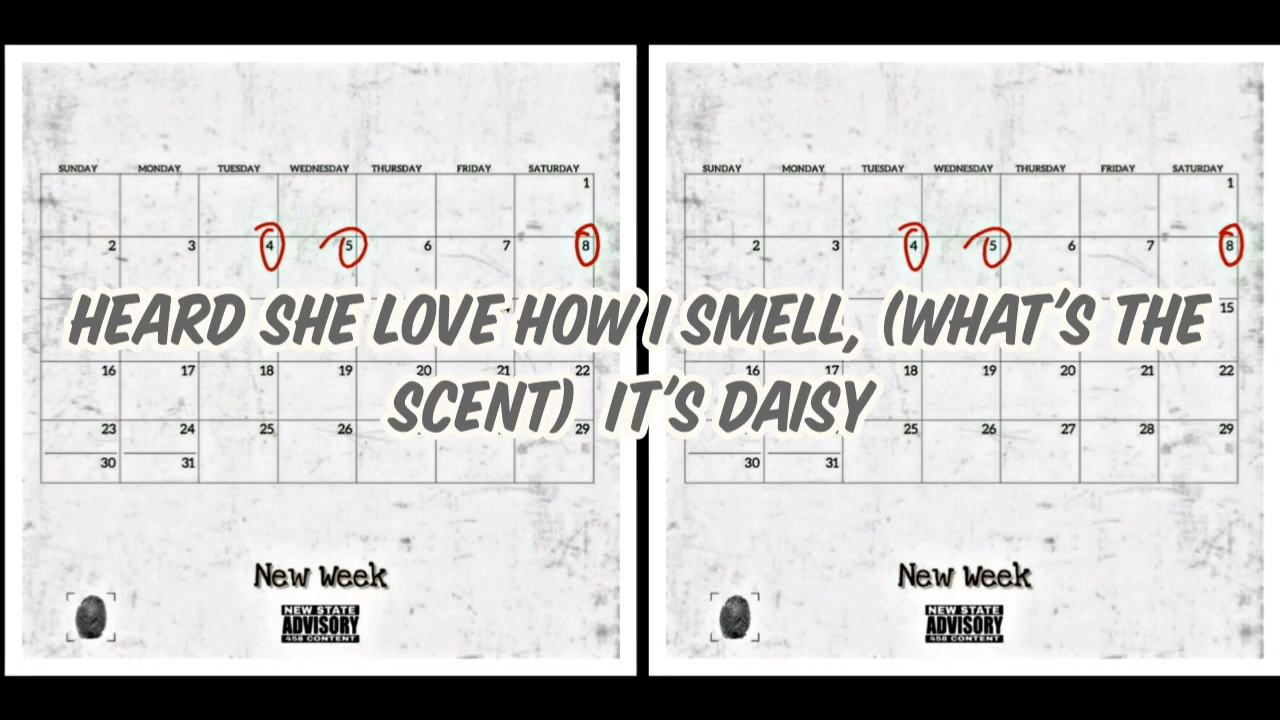 SUNDAY MONDAY TUESDAY WEDNESDAY THURSDAY FRIDAY SATURDAY
1
2 3 4 5 6 7 8
16 17 18 19 20 21 22
23 24 25 26 29
30 31
New Week
NEW STATE
ADVISORY
458 CONTENT
SUNDAY MONDAY TUESDAY WEDNESDAY THURSDAY FRIDAY SATURDAY
1
2 3 4 5 6 7 8
15
16 17 18 19 20 21 22
25 26 27 28 29
30 31
New Week
NEW STATE
ADVISORY
458 CONTENT
HEARD SHE LOVE HOW I SMELL, (WHAT'S THE
SCENT) IT'S DAISY